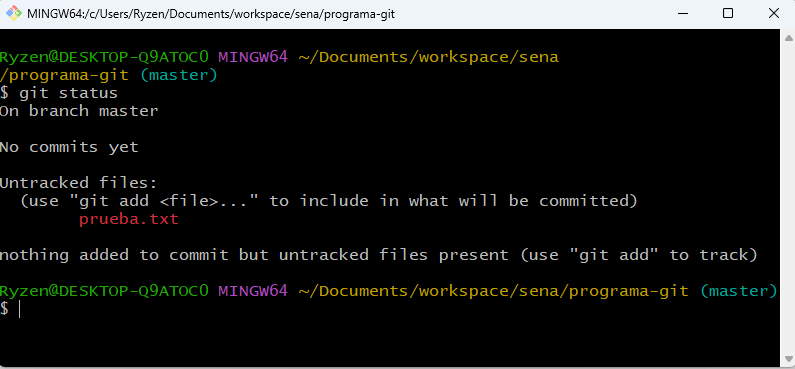 MINGW64:/c/Users/Ryzen/Documents/workspace/sena/programa-git
Ryzen@DESKTOP-Q9ATOC0 MINGW64 ~/Documents/workspace/sena
/programa-git (master)
$ git status
On branch master
No commits yet
Untracked files:
  (use "git add <file>..." to include in what will be committed)
        prueba.txt
nothing added to commit but untracked files present (use "git add" to track)
Ryzen@DESKTOP-Q9ATOC0 MINGW64 ~/Documents/workspace/sena/programa-git (master)
$